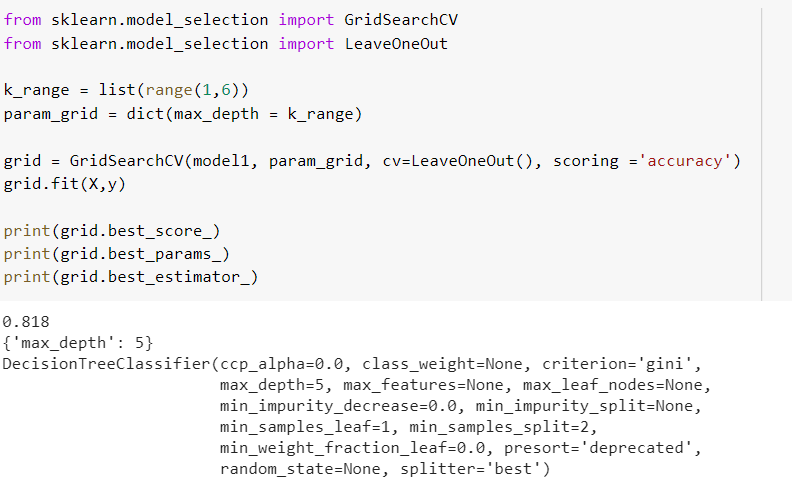 from sklearn.model_selection import GridSearchCV
from sklearn.model_selection import LeaveOneOut
k_range = list(range(1,6))
param_grid = dict(max_depth = k_range)
grid = GridSearchCV(model1, param_grid, cv=LeaveOneOut(), scoring ='accuracy')
grid.fit(X,y)
print(grid.best_score_)
print(grid.best_params_)
print(grid.best_estimator_)
0.818
{'max_depth': 5}
DecisionTreeClassifier(ccp_alpha=0.0, class_weight=None, criterion='gini',
                       max_depth=5, max_features=None, max_leaf_nodes=None,
                       min_impurity_decrease=0.0, min_impurity_split=None,
                       min_samples_leaf=1, min_samples_split=2,
                       min_weight_fraction_leaf=0.0, presort='deprecated',
                       random_state=None, splitter='best')